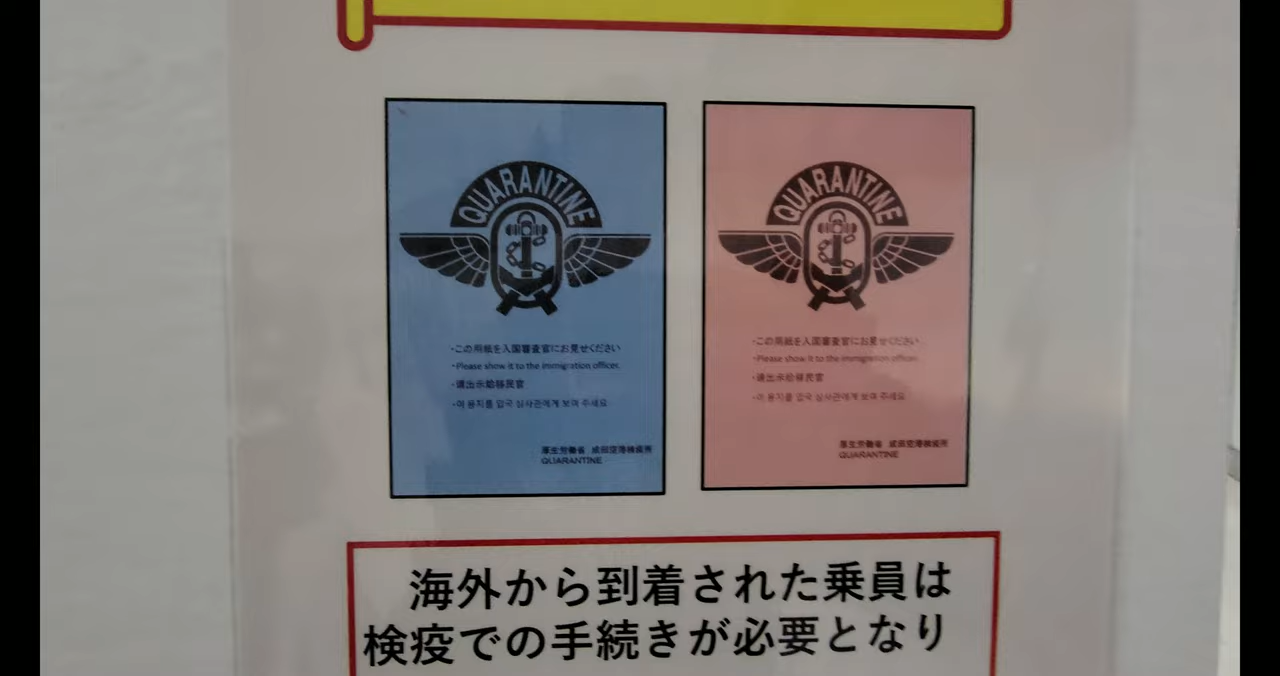 QUARANTINE
・この用紙を入国審査官にお見せください
・Please show it to the immigration officer.
・请出示给移民官
・이 용지를 입국 심사관에게 보여 주세요
厚生労働省 成田空港検疫所
QUARANTINE
QUARANTINE
・この用紙を入国審査官にお見せください
・Please show it to the immigration officer.
・请出示给移民官
・이 용지를 입국 심사관에게 보여 주세요
厚生労働省 成田空港検疫所
QUARANTINE
海外から到着された乗員は
検疫での手続きが必要となり